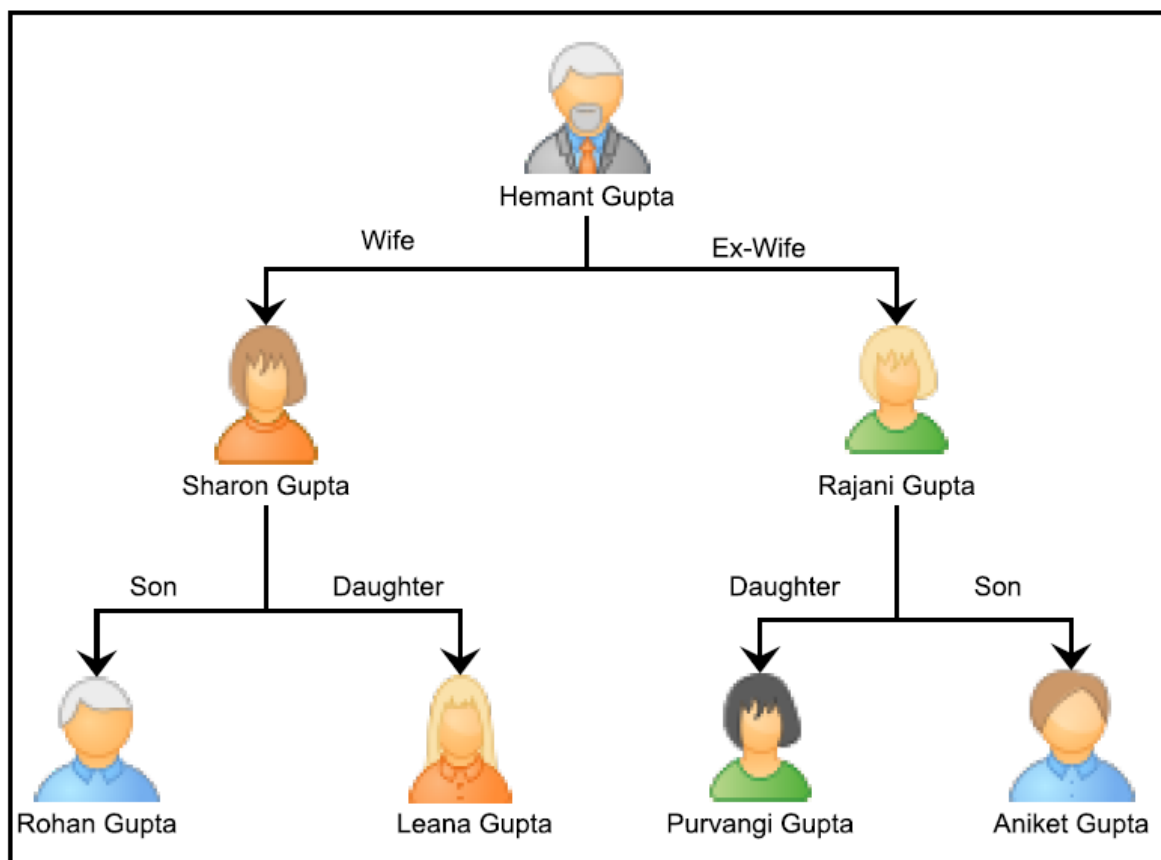 Hemant Gupta
Wife
Ex-Wife
Sharon Gupta
Rajani Gupta
Son
Daughter
Daughter
Son
Rohan Gupta
Leana Gupta
Purvangi Gupta
Aniket Gupta